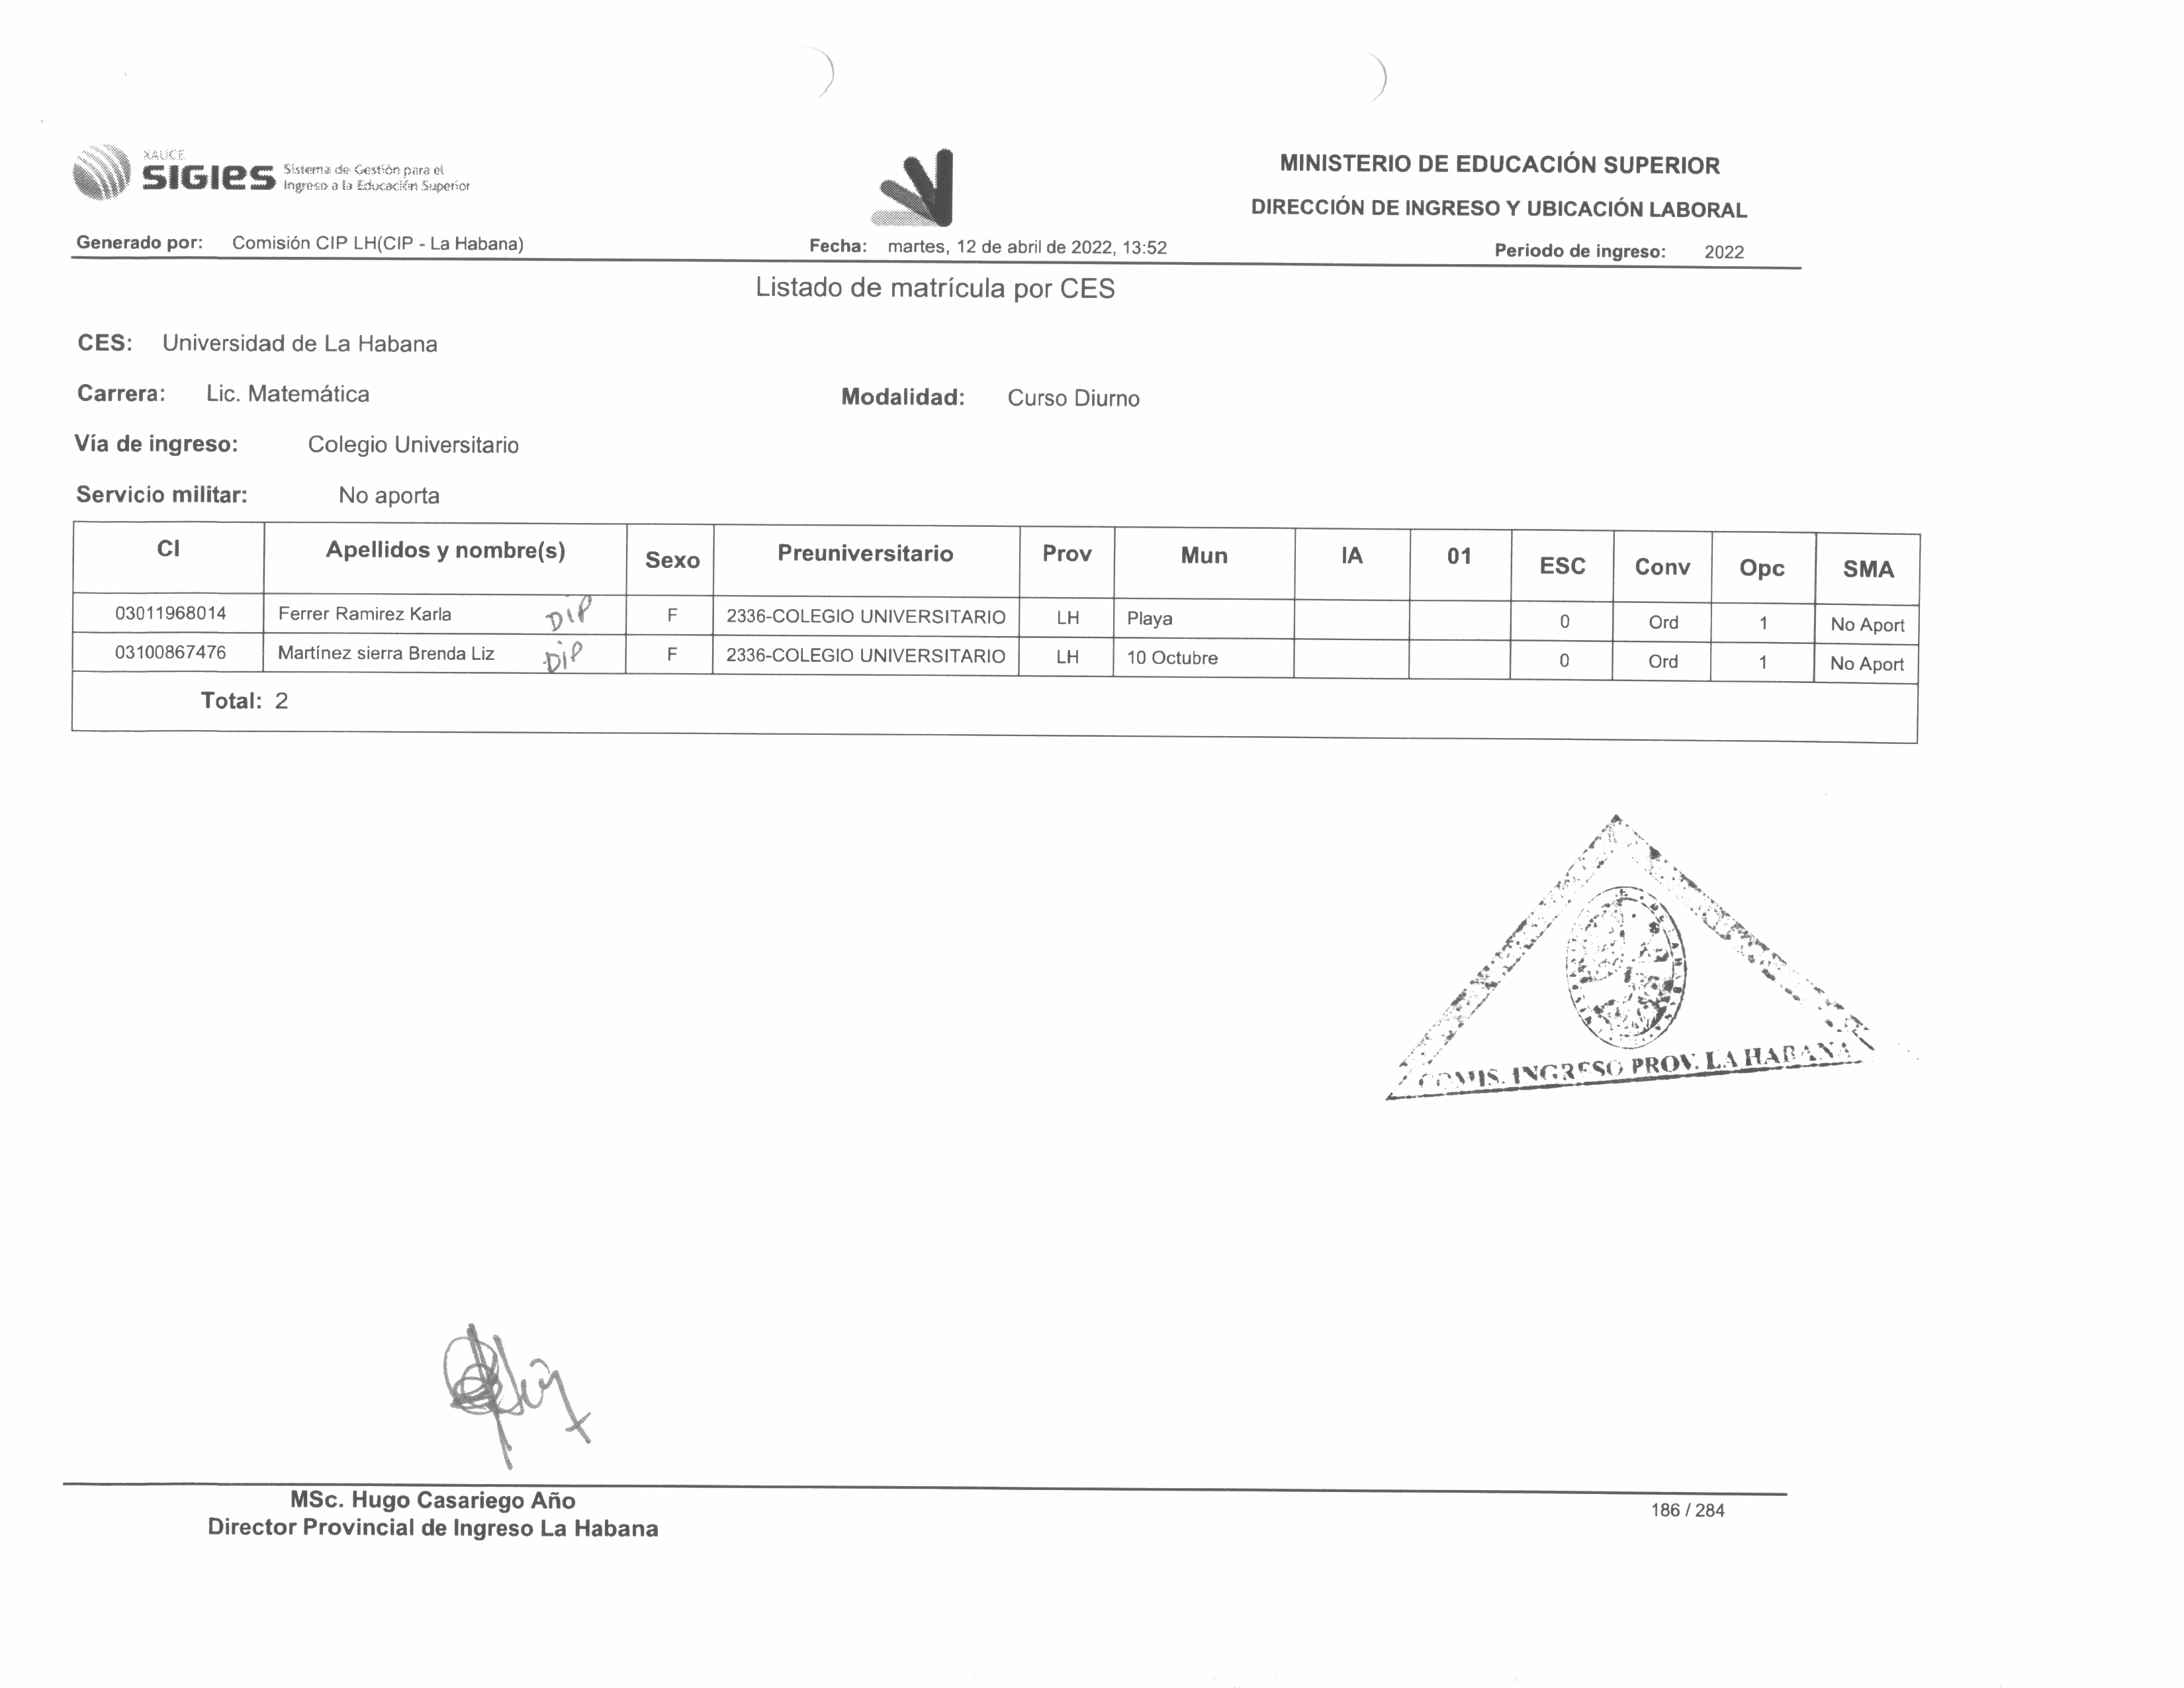 XAUCE
SIGIES Sistema de Gestión para el
Ingreso a la Educación Superior
MINISTERIO DE EDUCACIÓN SUPERIOR
DIRECCIÓN DE INGRESO Y UBICACIÓN LABORAL
Generado por: Comisión CIP LH(CIP - La Habana) Fecha: martes, 12 de abril de 2022, 13:52 Periodo de ingreso: 2022
Listado de matrícula por CES
CES: Universidad de La Habana
Carrera: Lic. Matemática Modalidad: Curso Diurno
Vía de ingreso: Colegio Universitario
Servicio militar: No aporta
CI Apellidos y nombre(s) Sexo Preuniversitario Prov Mun IA 01 ESC Conv Opc SMA
03011968014 Ferrer Ramirez Karla DIP F 2336-COLEGIO UNIVERSITARIO LH Playa 0 Ord 1 No Aport
03100867476 Martínez sierra Brenda Liz DIP F 2336-COLEGIO UNIVERSITARIO LH 10 Octubre 0 Ord 1 No Aport
Total: 2
COMIS. INGRESO PROV. LA HABANA
MSc. Hugo Casariego Año
Director Provincial de Ingreso La Habana
186 / 284